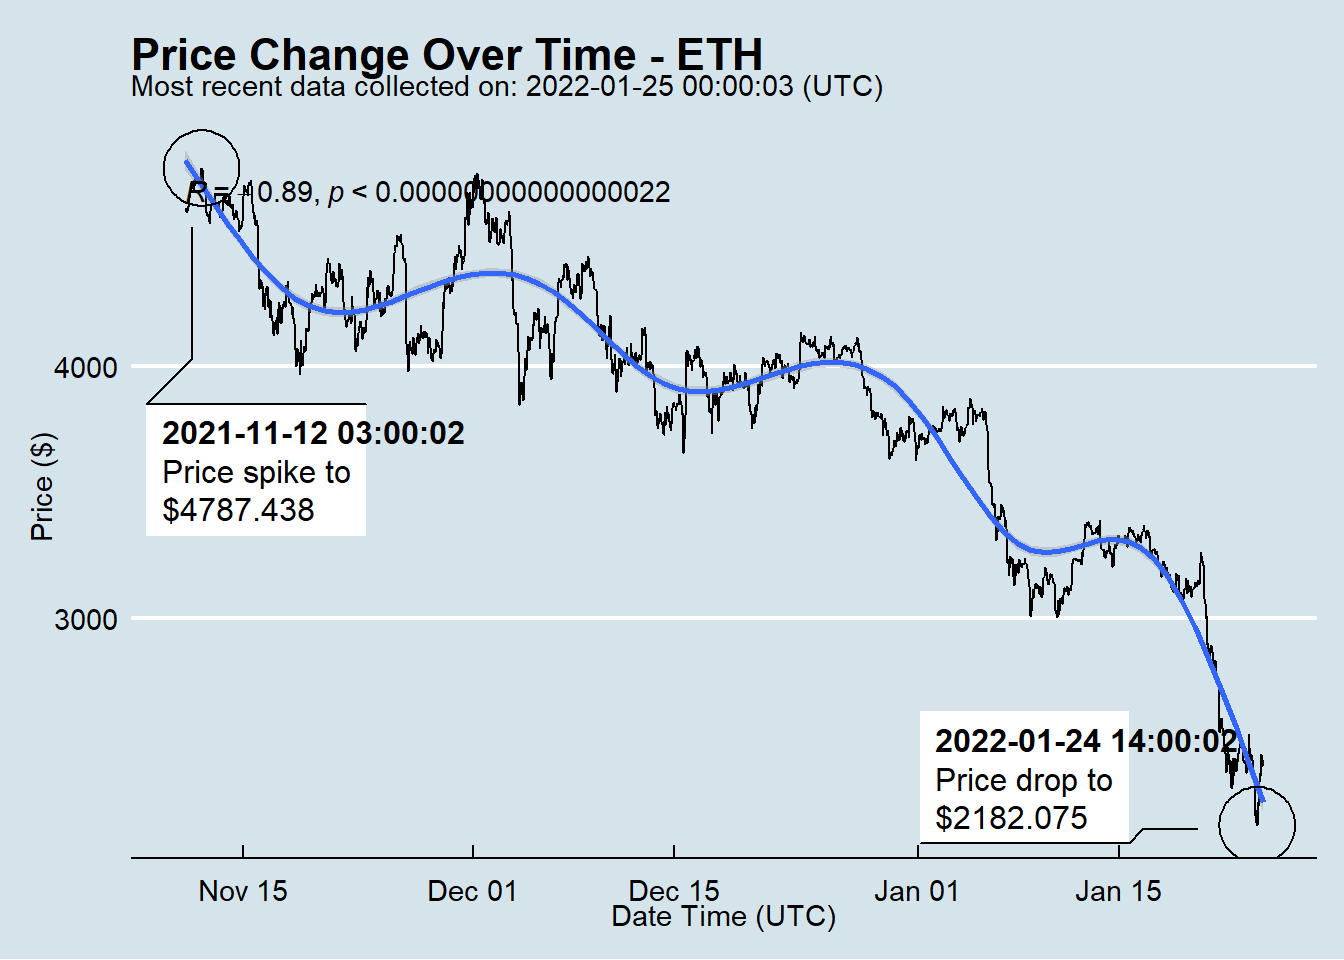 Price Change Over Time - ETH
Most recent data collected on: 2022-01-25 00:00:03 (UTC)
R = -0.89, p < 0.00000000000000022
4000
2021-11-12 03:00:02
Price spike to
$4787.438
Price ($)
3000
2022-01-24 14:00:02
Price drop to
$2182.075
Nov 15
Dec 01
Dec 15
Jan 01
Jan 15
Date Time (UTC)